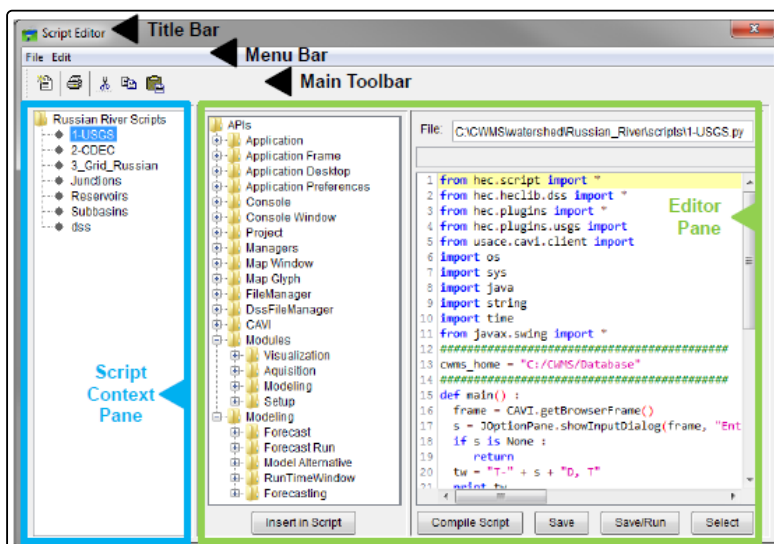 Script Editor
Title Bar
File Edit
Menu Bar
Main Toolbar
Russian River Scripts
1-USGS
2-CDEC
3_Grid_Russian
Junctions
Reservoirs
Subbasins
dss
Script
Context
Pane
APIs
Application
Application Frame
Application Desktop
Application Preferences
Console
Console Window
Project
Managers
Map Window
Map Glyph
FileManager
DssFileManager
CAVI
Modules
Visualization
Aquisition
Modeling
Setup
Modeling
Forecast
Forecast Run
Model Alternative
RunTimeWindow
Forecasting
Insert in Script
File: C:\CWMS\watershed\Russian_River\scripts\1-USGS.py
1 from hec.script import *
2 from hec.heclib.dss import *
3 from hec.plugins import *
4 from hec.plugins.usgs import
5 from usace.cavi.client import
6 import os
7 import sys
8 import java
9 import string
10 import time
11 from javax.swing import *
12 ###########################################
13 cwms_home = "C:/CWMS/Database"
14 ###########################################
15 def main() :
16 frame = CAVI.getBrowserFrame()
17 s = JOptionPane.showInputDialog(frame, "Ent
18 if s is None :
19 return
20 tw = "T-" + s + "D, T"
21 print tw
Editor
Pane
Compile Script
Save
Save/Run
Select